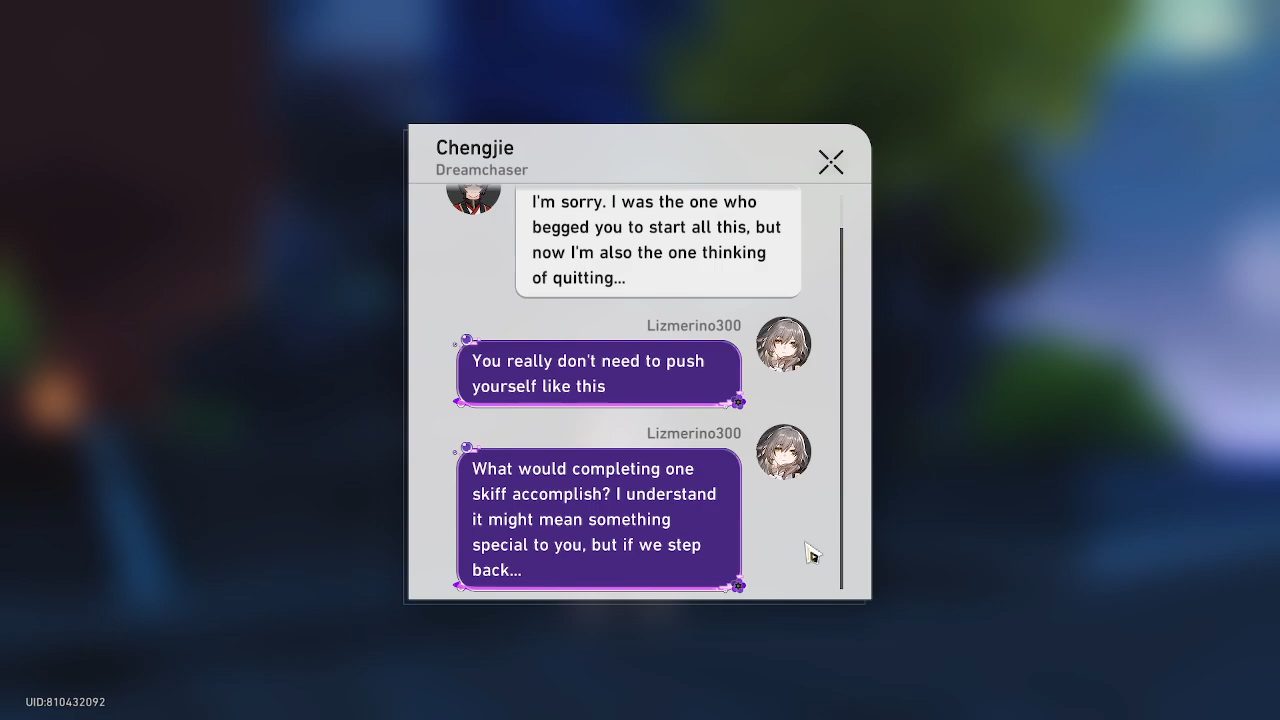 Chengjie
Dreamchaser
I'm sorry. I was the one who
begged you to start all this, but
now I'm also the one thinking
of quitting...
Lizmerino300
You really don't need to push
yourself like this
Lizmerino300
What would completing one
skiff accomplish? I understand
it might mean something
special to you, but if we step
back...
UID:810432092